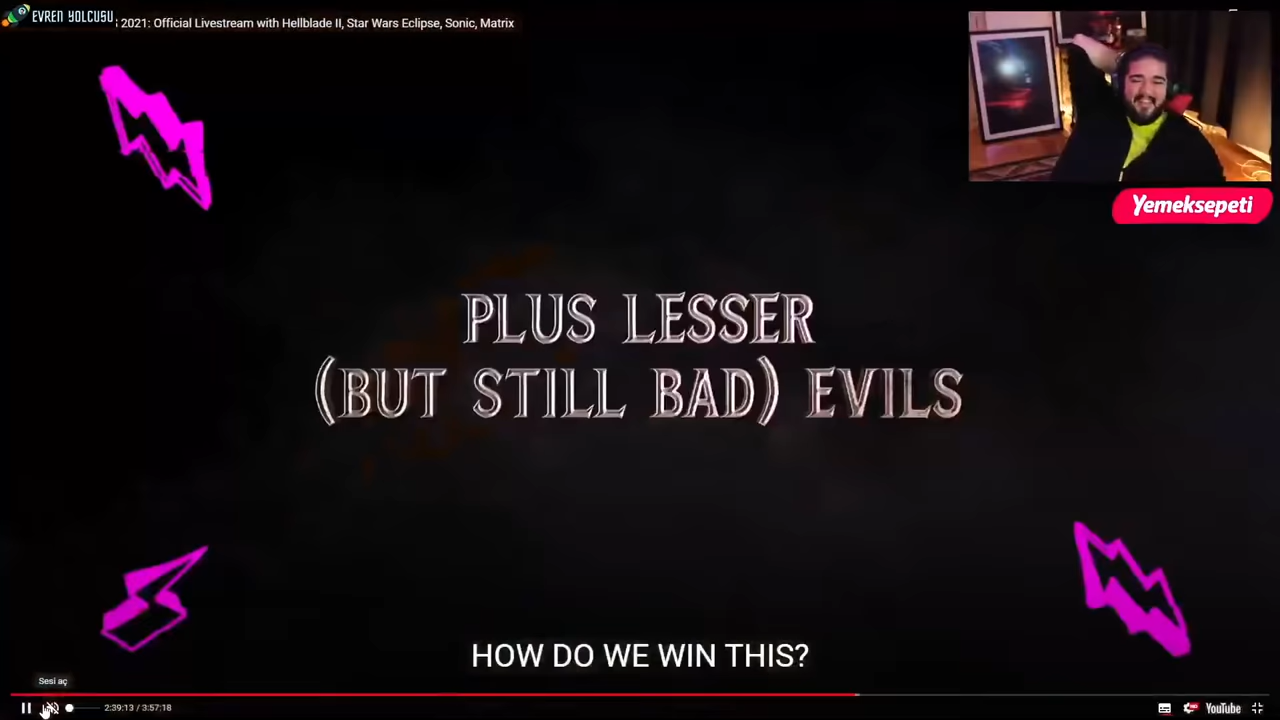 EVREN YOLCUSU
2021: Official Livestream with Hellblade II, Star Wars Eclipse, Sonic, Matrix
Yemeksepeti
PLUS LESSER
(BUT STILL BAD) EVILS
HOW DO WE WIN THIS?
Sesi aç
2:39:13 / 3:57:18
HD
YouTube